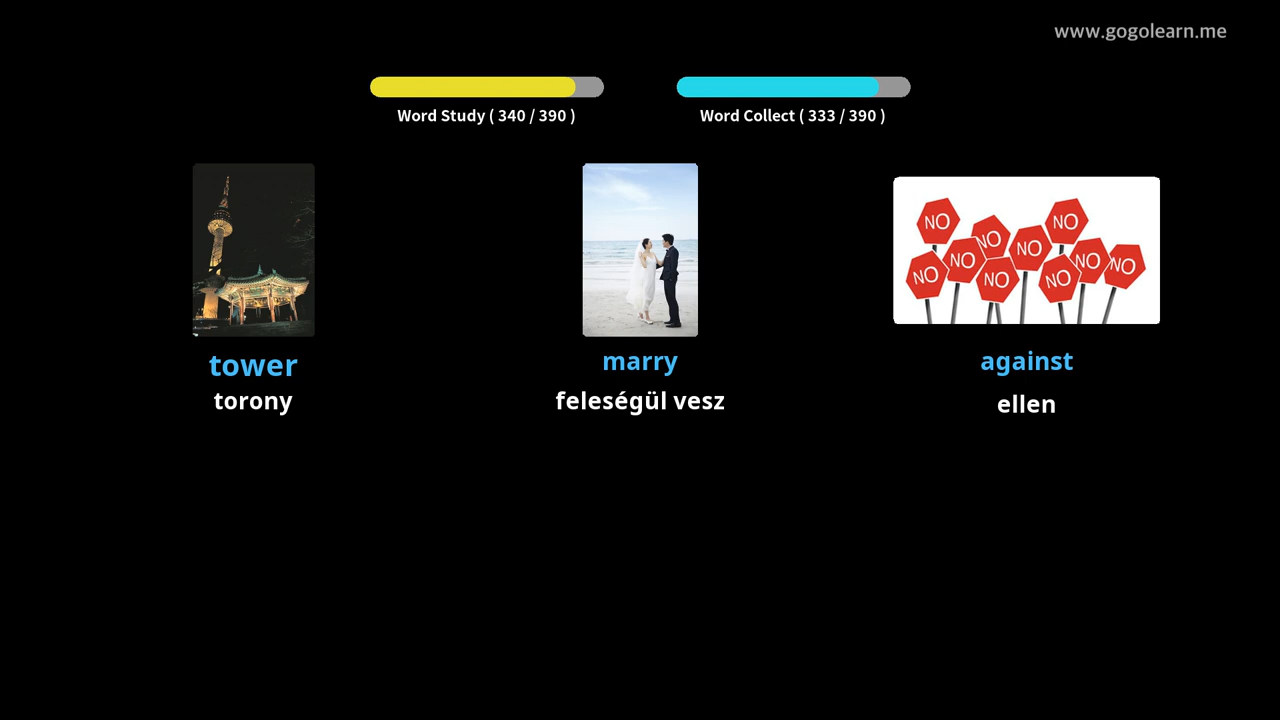 www.gogolearn.me
Word Study ( 340 / 390 )
Word Collect ( 333 / 390 )
NO
NO
NO
NO
NO
NO
NO
NO
NO
NO
tower
marry
against
torony
feleségül vesz
ellen